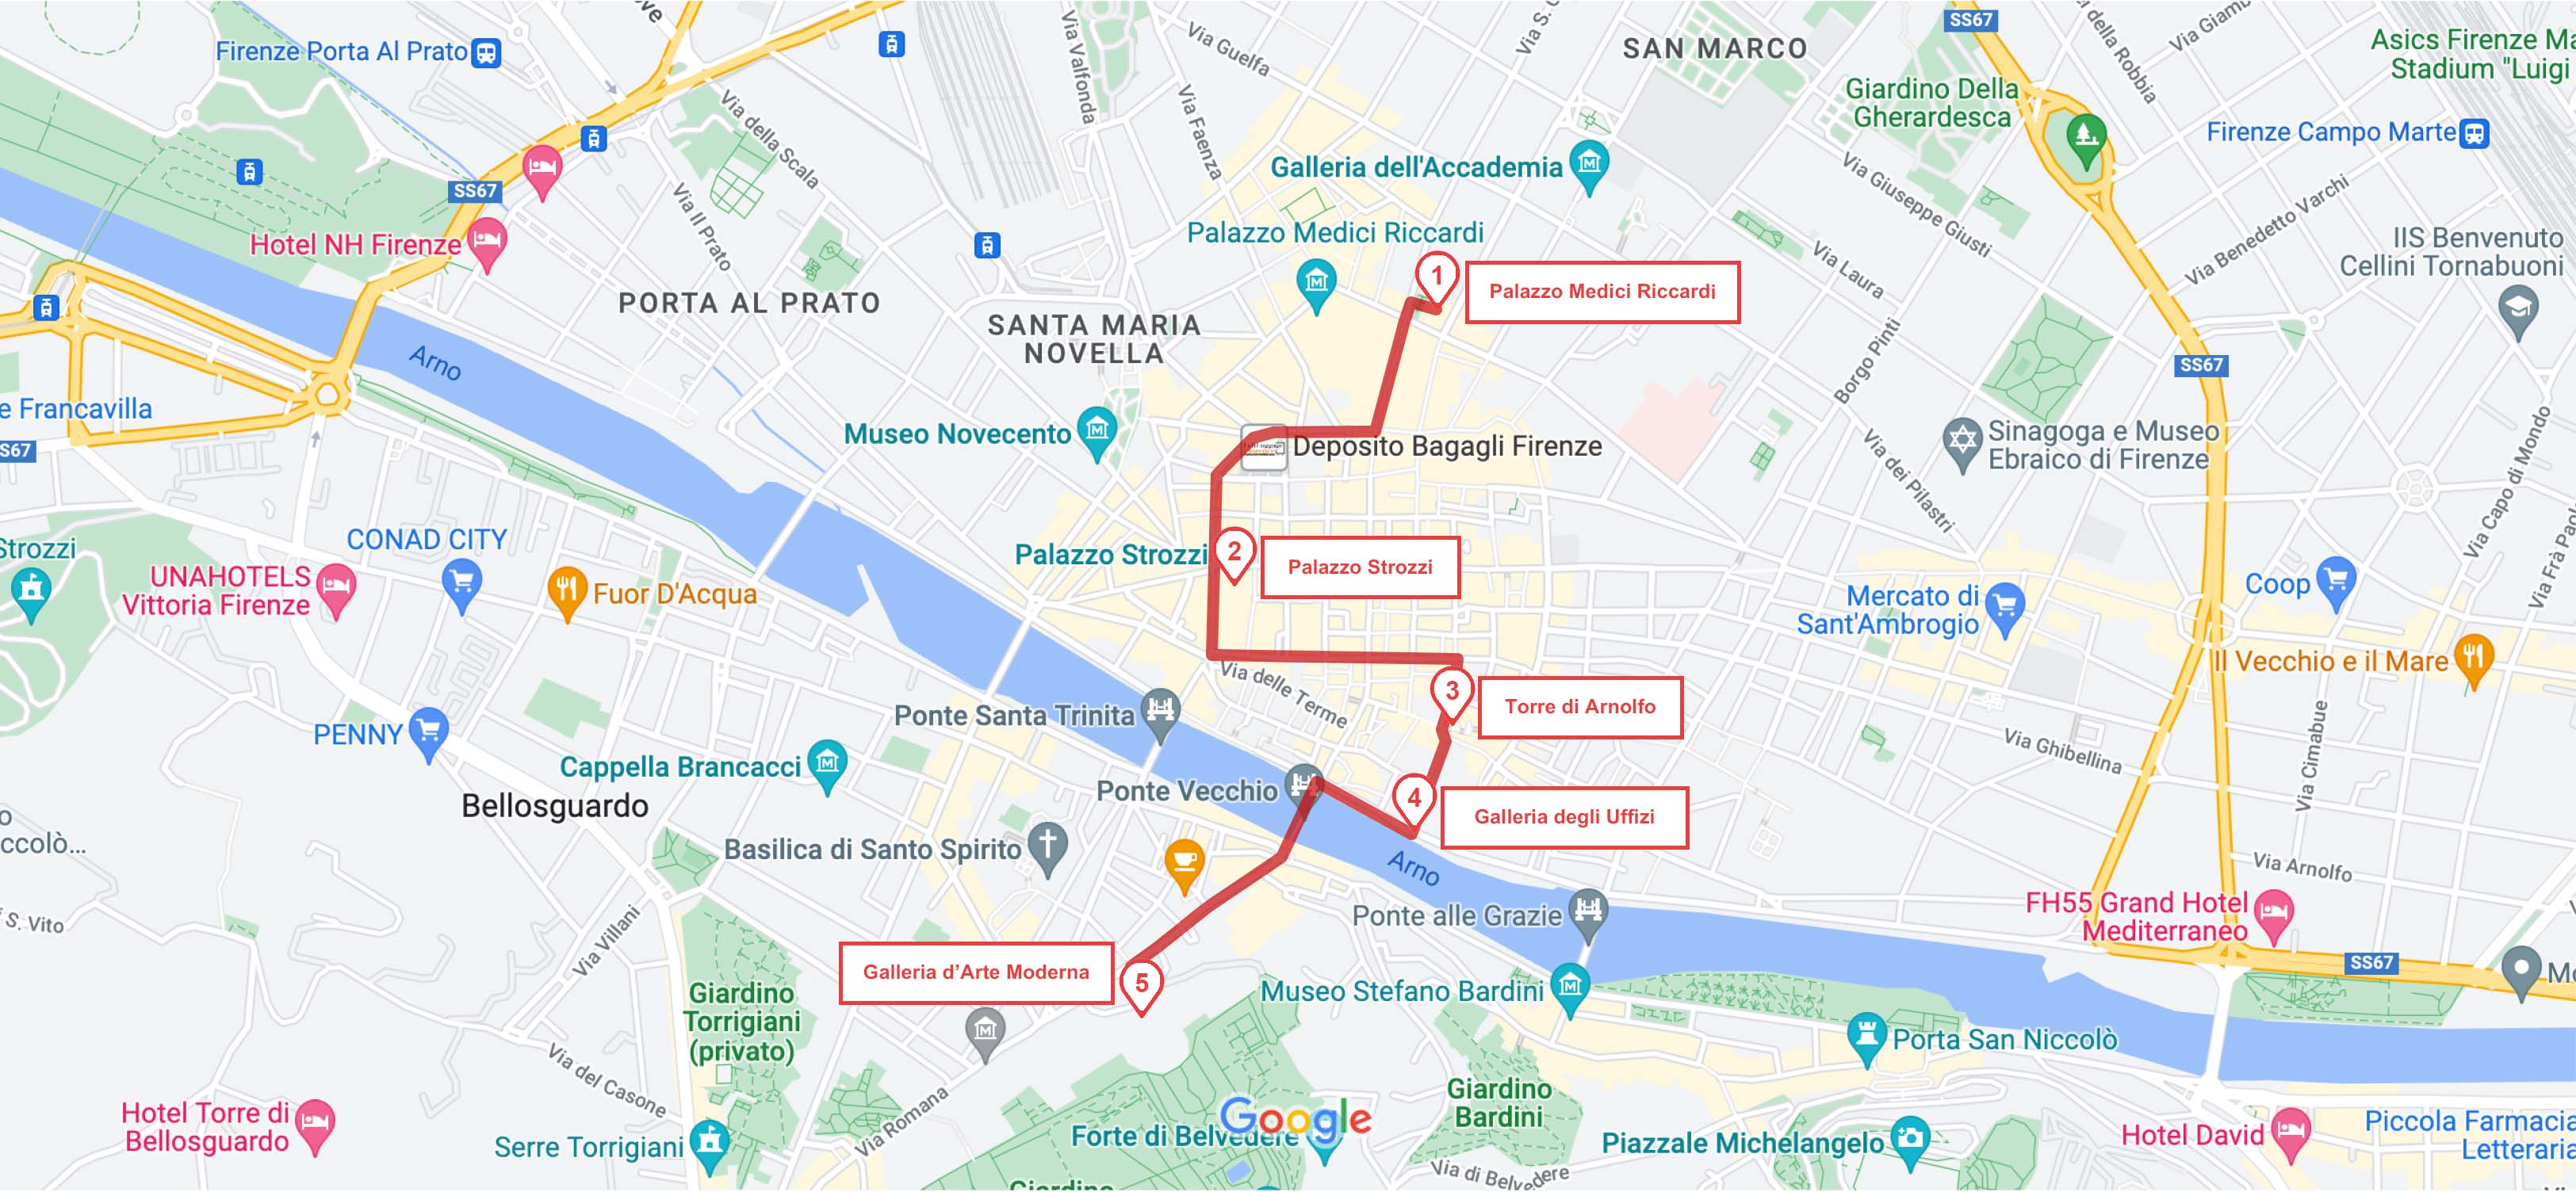 Firenze Porta Al Prato
Via Valfonda
Via Guelfa
SAN MARCO
SS67
Via Faenza
Via della Scala
Via Il Prato
Giardino Della
Gherardesca
della Robbia
Asics Firenze Ma
Stadium "Luigi
Firenze Campo Marte
SS67
Hotel NH Firenze
Galleria dell'Accademia
Palazzo Medici Riccardi
1
Palazzo Medici Riccardi
Via Giuseppe Giusti
Via Laura
Via Benedetto Varchi
IIS Benvenuto
Cellini Tornabuoni
PORTA AL PRATO
SANTA MARIA
NOVELLA
Arno
Borgo Pinti
SS67
e Francavilla
S67
Museo Novecento
Deposito Bagagli Firenze
Sinagoga e Museo
Ebraico di Firenze
Via dei Pilastri
Via Capo di Mondo
Strozzi
CONAD CITY
UNAHOTELS
Vittoria Firenze
Fuor D'Acqua
Palazzo Strozzi
2
Palazzo Strozzi
Mercato di
Sant'Ambrogio
Coop
Il Vecchio e il Mare
Via delle Terme
3
Torre di Arnolfo
PENNY
Ponte Santa Trinita
Cappella Brancacci
Bellosguardo
Ponte Vecchio
4
Galleria degli Uffizi
Via Ghibellina
Via Cimabue
ccolò...
Basilica di Santo Spirito
Arno
Via Arnolfo
Ponte alle Grazie
FH55 Grand Hotel
Mediterraneo
S. Vito
Via Villani
Galleria d'Arte Moderna
5
SS67
Giardino
Torrigiani
(privato)
Museo Stefano Bardini
Porta San Niccolò
Via del Casone
Via Romana
Giardino
Bardini
Hotel Torre di
Bellosguardo
Serre Torrigiani
Google
Forte di Belvedere
Piazzale Michelangelo
Hotel David
Piccola Farmacia
Letteraria
Via di Belvedere
Giardino